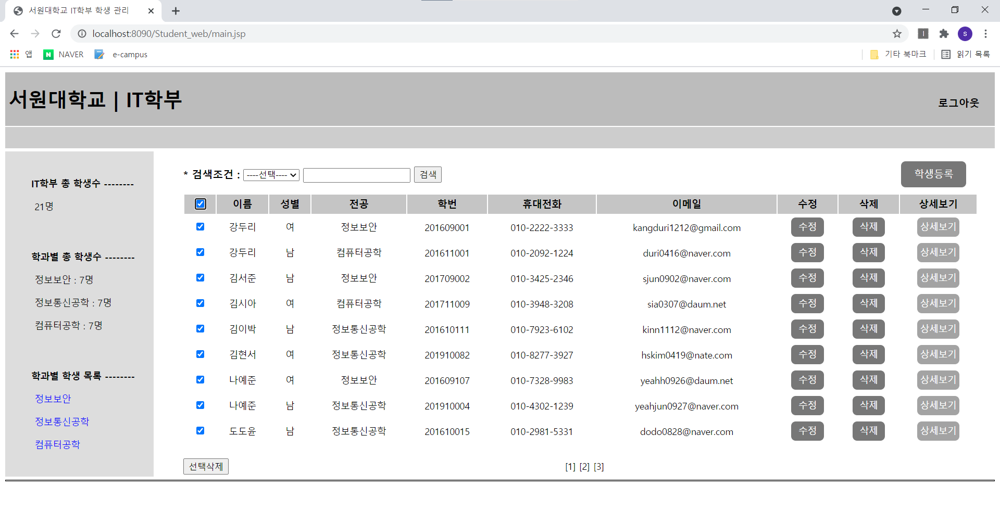 서원대학교 IT학부 학생 관리
localhost:8090/Student_web/main.jsp
I
s
앱 NAVER e-campus 기타 북마크 읽기 목록
서원대학교 | IT학부
로그아웃
IT학부 총 학생수 --------
21명
학과별 총 학생수 --------
정보보안 : 7명
정보통신공학 : 7명
컴퓨터공학 : 7명
학과별 학생 목록 --------
정보보안
정보통신공학
컴퓨터공학
* 검색조건 : ----선택---- 검색
학생등록
이름 성별 전공 학번 휴대전화 이메일 수정 삭제 상세보기
강두리 여 정보보안 201609001 010-2222-3333 kangduri1212@gmail.com 수정 삭제 상세보기
강두리 남 컴퓨터공학 201611001 010-2092-1224 duri0416@naver.com 수정 삭제 상세보기
김서준 남 정보보안 201709002 010-3425-2346 sjun0902@naver.com 수정 삭제 상세보기
김시아 여 컴퓨터공학 201711009 010-3948-3208 sia0307@daum.net 수정 삭제 상세보기
김이박 남 정보통신공학 201610111 010-7923-6102 kinn1112@naver.com 수정 삭제 상세보기
김현서 여 정보통신공학 201910082 010-8277-3927 hskim0419@nate.com 수정 삭제 상세보기
나예준 여 정보보안 201609107 010-7328-9983 yeahh0926@daum.net 수정 삭제 상세보기
나예준 남 정보통신공학 201910004 010-4302-1239 yeahjun0927@naver.com 수정 삭제 상세보기
도도윤 남 정보통신공학 201610015 010-2981-5331 dodo0828@naver.com 수정 삭제 상세보기
선택삭제 [1] [2] [3]